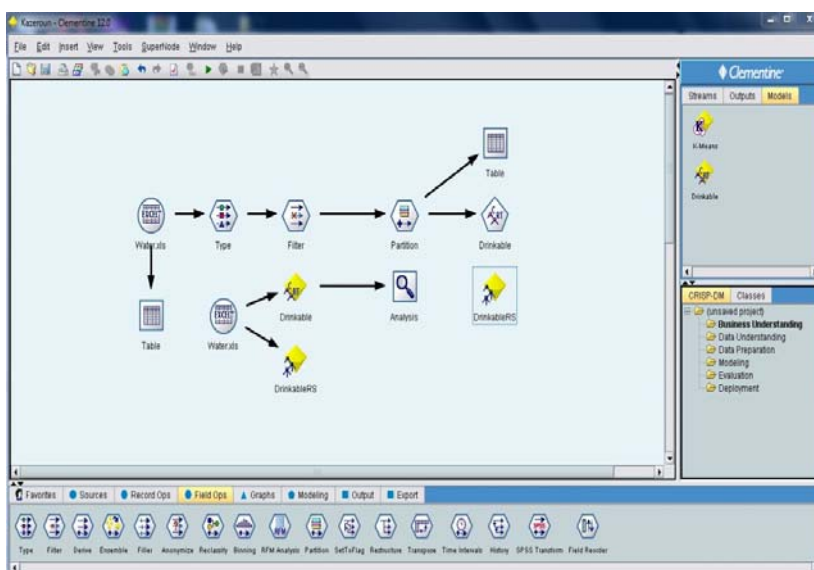 Kazeroun - Clementine 12.0
File Edit Insert View Tools SuperNode Window Help
Clementine
Streams Outputs Models
K-Means
Drinkable
Table
Water.xls Type Filter Partition Drinkable
Table Water.xls Drinkable Analysis DrinkableRS
DrinkableRS
CRISP-DM Classes
(unsaved project)
Business Understanding
Data Understanding
Data Preparation
Modeling
Evaluation
Deployment
Favorites Sources Record Ops Field Ops Graphs Modeling Output Export
Type Filter Derive Ensemble Filler Anonymize Reclassify Binning RFM Analysis Partition SetToFlag Restructure Transpose Time Intervals History SPSS Transform Field Reorder